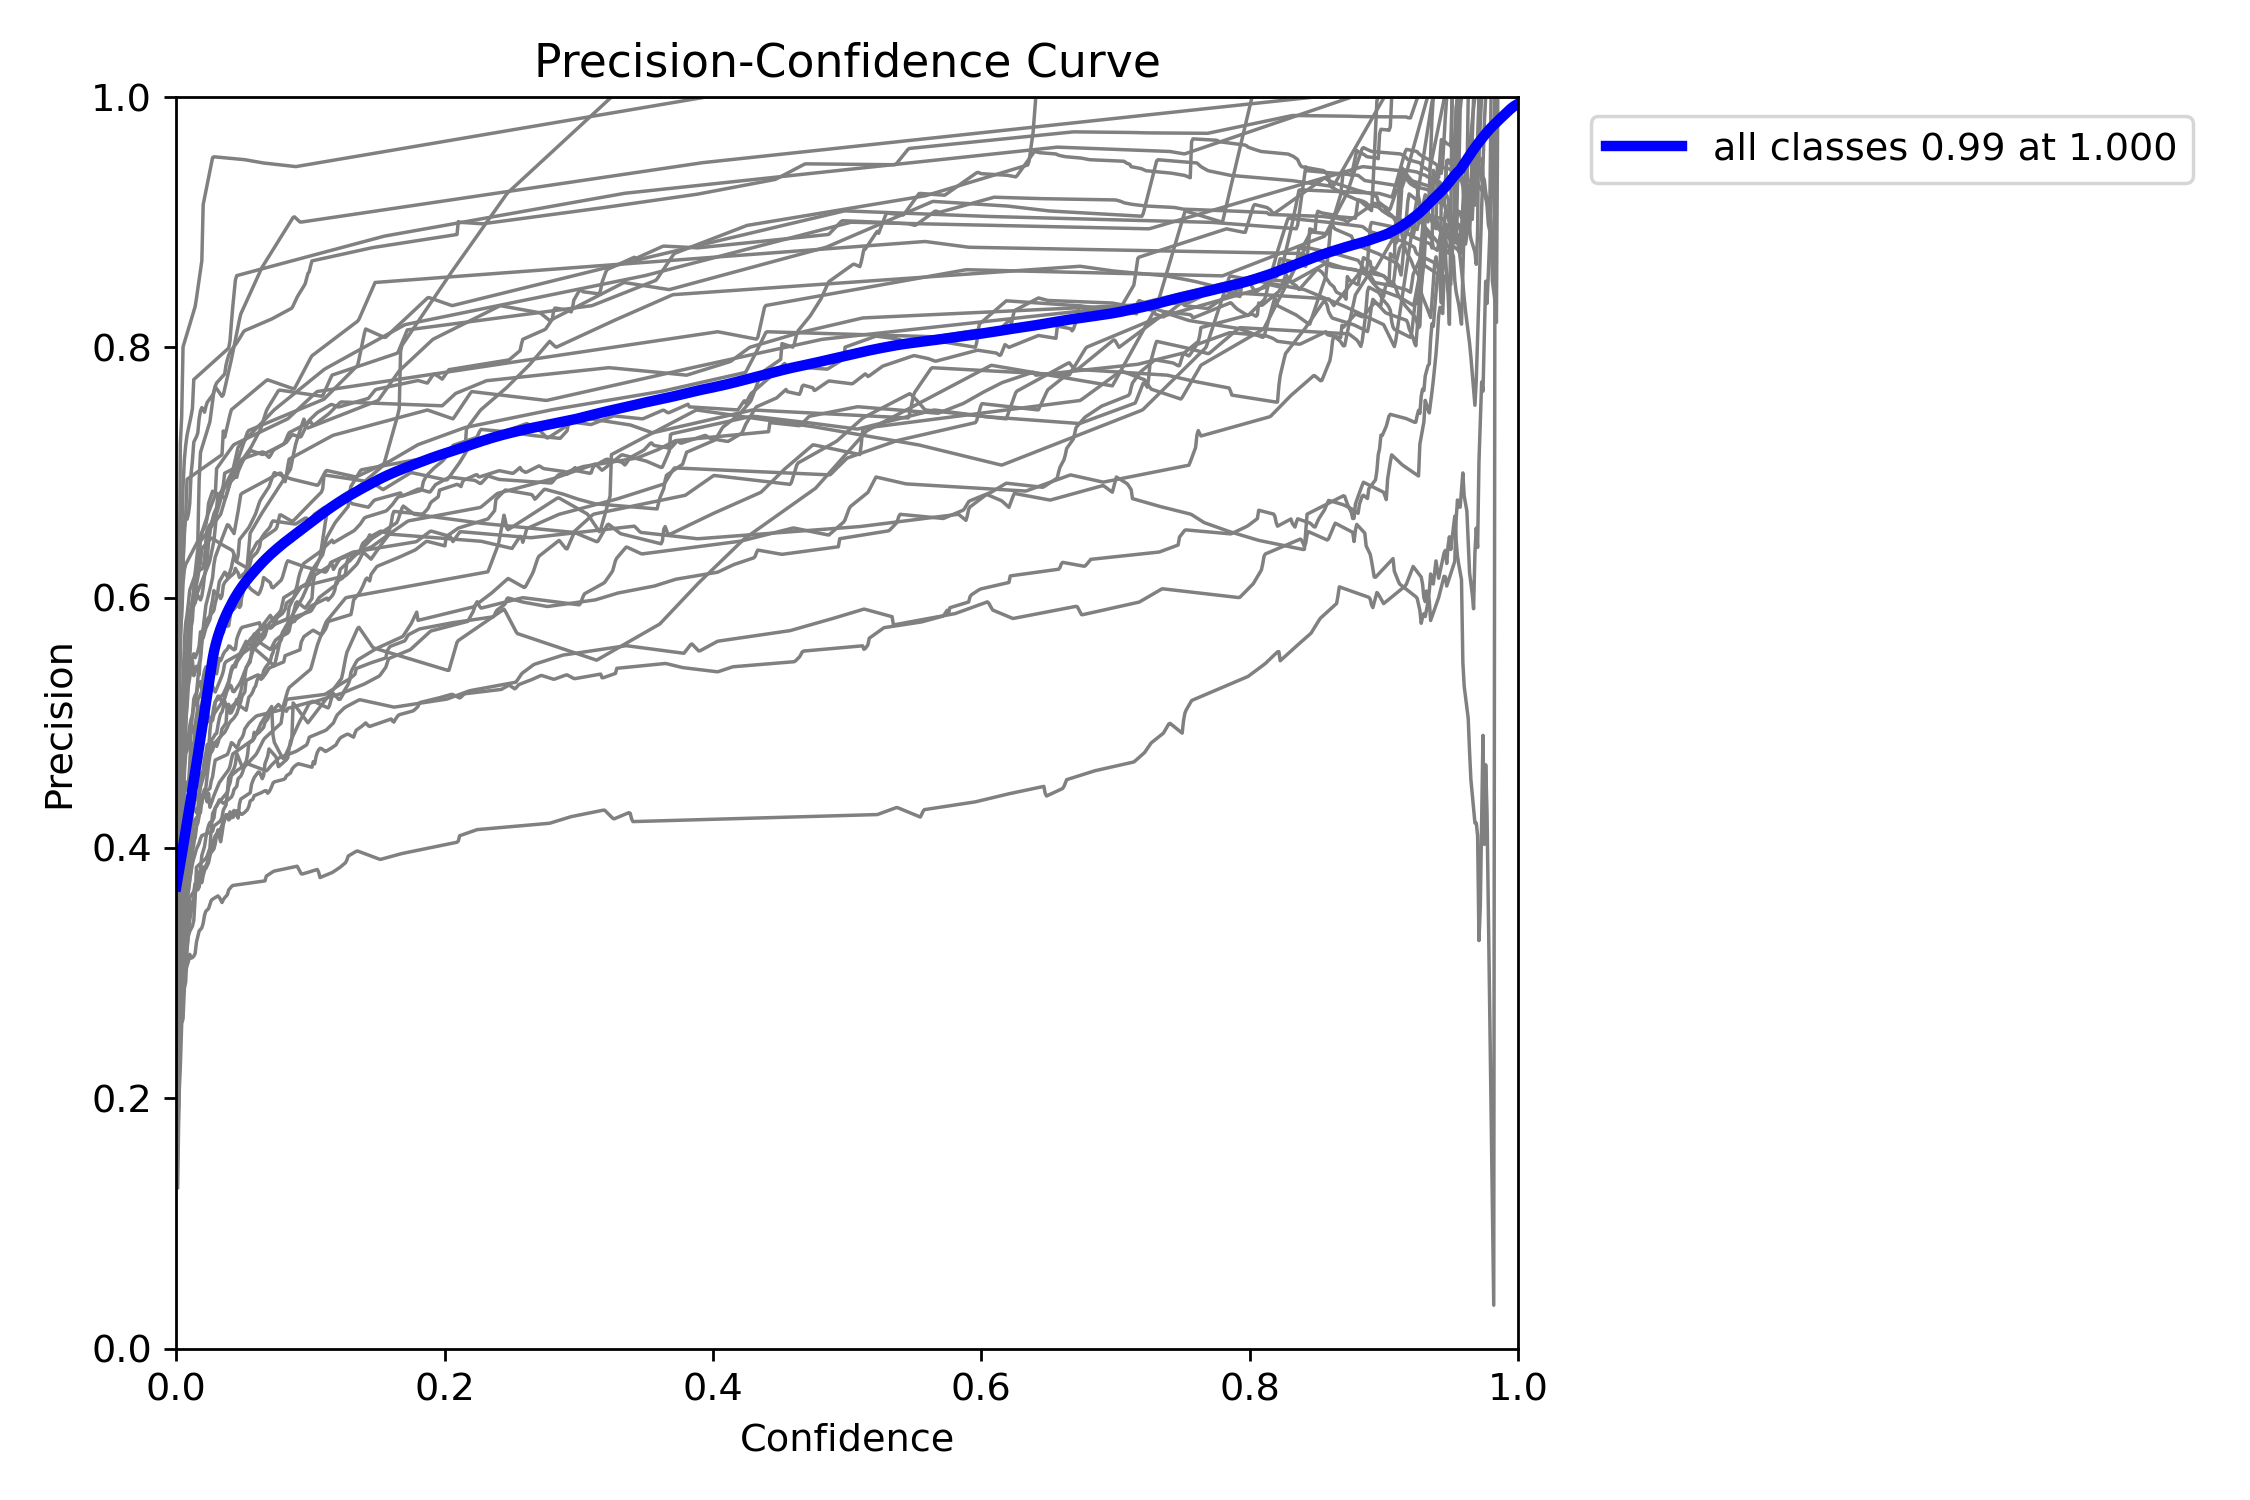 Precision-Confidence Curve
all classes 0.99 at 1.000
Precision
1.0
0.8
0.6
0.4
0.2
0.0
0.0 0.2 0.4 0.6 0.8 1.0
Confidence